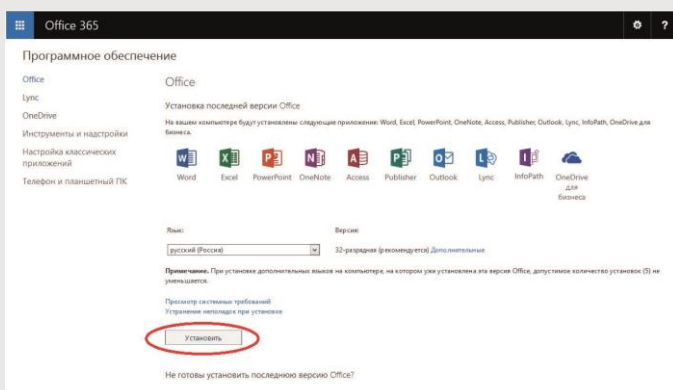 Office 365
?
Программное обеспечение
Office
Lync
OneDrive
Инструменты и надстройки
Настройка классических
приложений
Телефон и планшетный ПК
Office
Установка последней версии Office
На вашем компьютере будут установлены следующие приложения: Word, Excel, PowerPoint, OneNote, Access, Publisher, Outlook, Lync, InfoPath, OneDrive для
бизнеса.
Word Excel PowerPoint OneNote Access Publisher Outlook Lync InfoPath OneDrive
для
бизнеса
Язык: Версия:
русский (Россия) 32-разрядная (рекомендуется) Дополнительные
Примечание. При установке дополнительных языков на компьютере, на котором уже установлена эта версия Office, допустимое количество установок (5) не
уменьшается.
Просмотр системных требований
Устранение неполадок при установке
Установить
Не готовы установить последнюю версию Office?